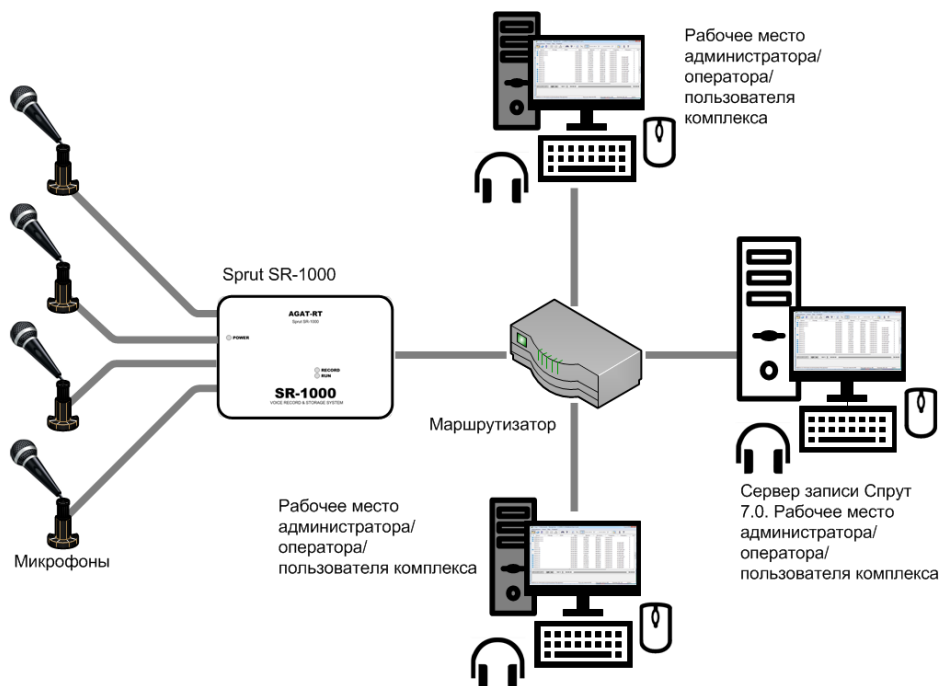 Рабочее место
администратора/
оператора/
пользователя
комплекса
Sprut SR-1000
AGAT-RT
Sprut SR-1000
POWER
RECORD
RUN
SR-1000
VOICE RECORD & STORAGE SYSTEM
Маршрутизатор
Рабочее место
администратора/
оператора/
пользователя комплекса
Сервер записи Спрут
7.0. Рабочее место
администратора/
оператора/
пользователя комплекса
Микрофоны